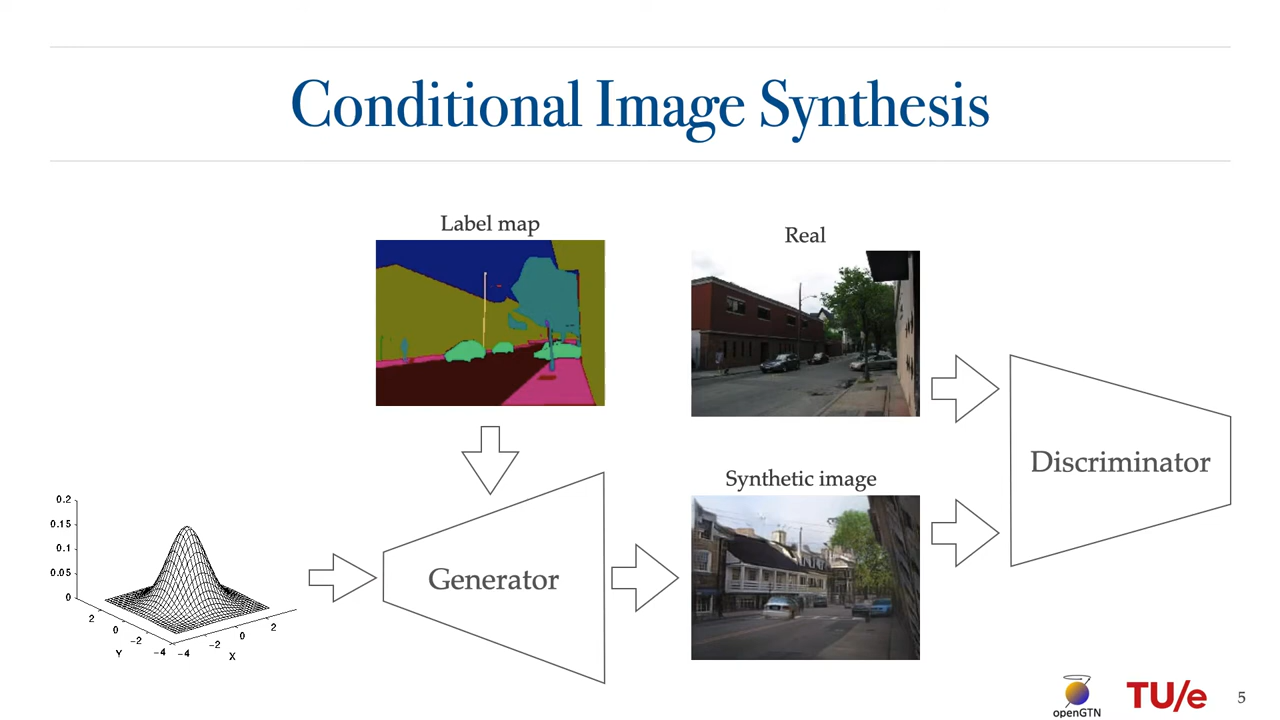 Conditional Image Synthesis
Label map
Real
Synthetic image
Generator
Discriminator
0.2
0.15
0.1
0.05
0
2
0
−2
−4
Y
−4
−2
0
2
X
openGTN
TU/e
5